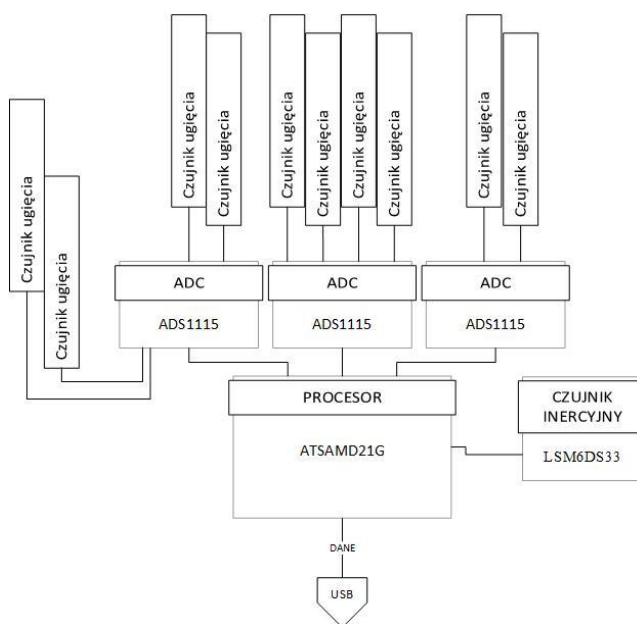 Czujnik ugięcia
Czujnik ugięcia
Czujnik ugięcia
Czujnik ugięcia
Czujnik ugięcia
Czujnik ugięcia
Czujnik ugięcia
Czujnik ugięcia
Czujnik ugięcia
Czujnik ugięcia
ADC
ADS1115
ADC
ADS1115
ADC
ADS1115
PROCESOR
ATSAMD21G
CZUJNIK
INERCYJNY
LSM6DS33
DANE
USB